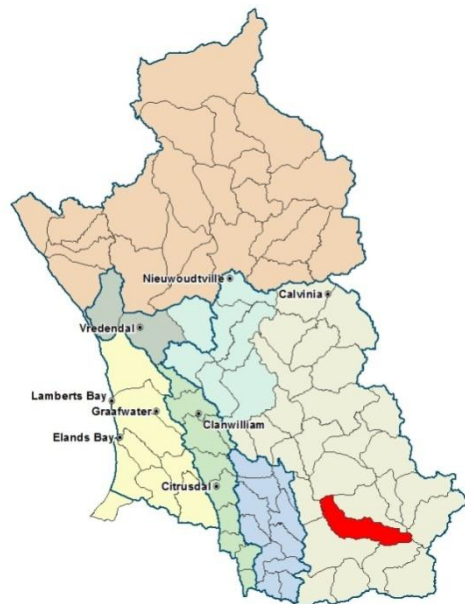 Nieuwoudtville
Calvinia
Vredendal
Lamberts Bay
Graafwater
Clanwilliam
Elands Bay
Citrusdal